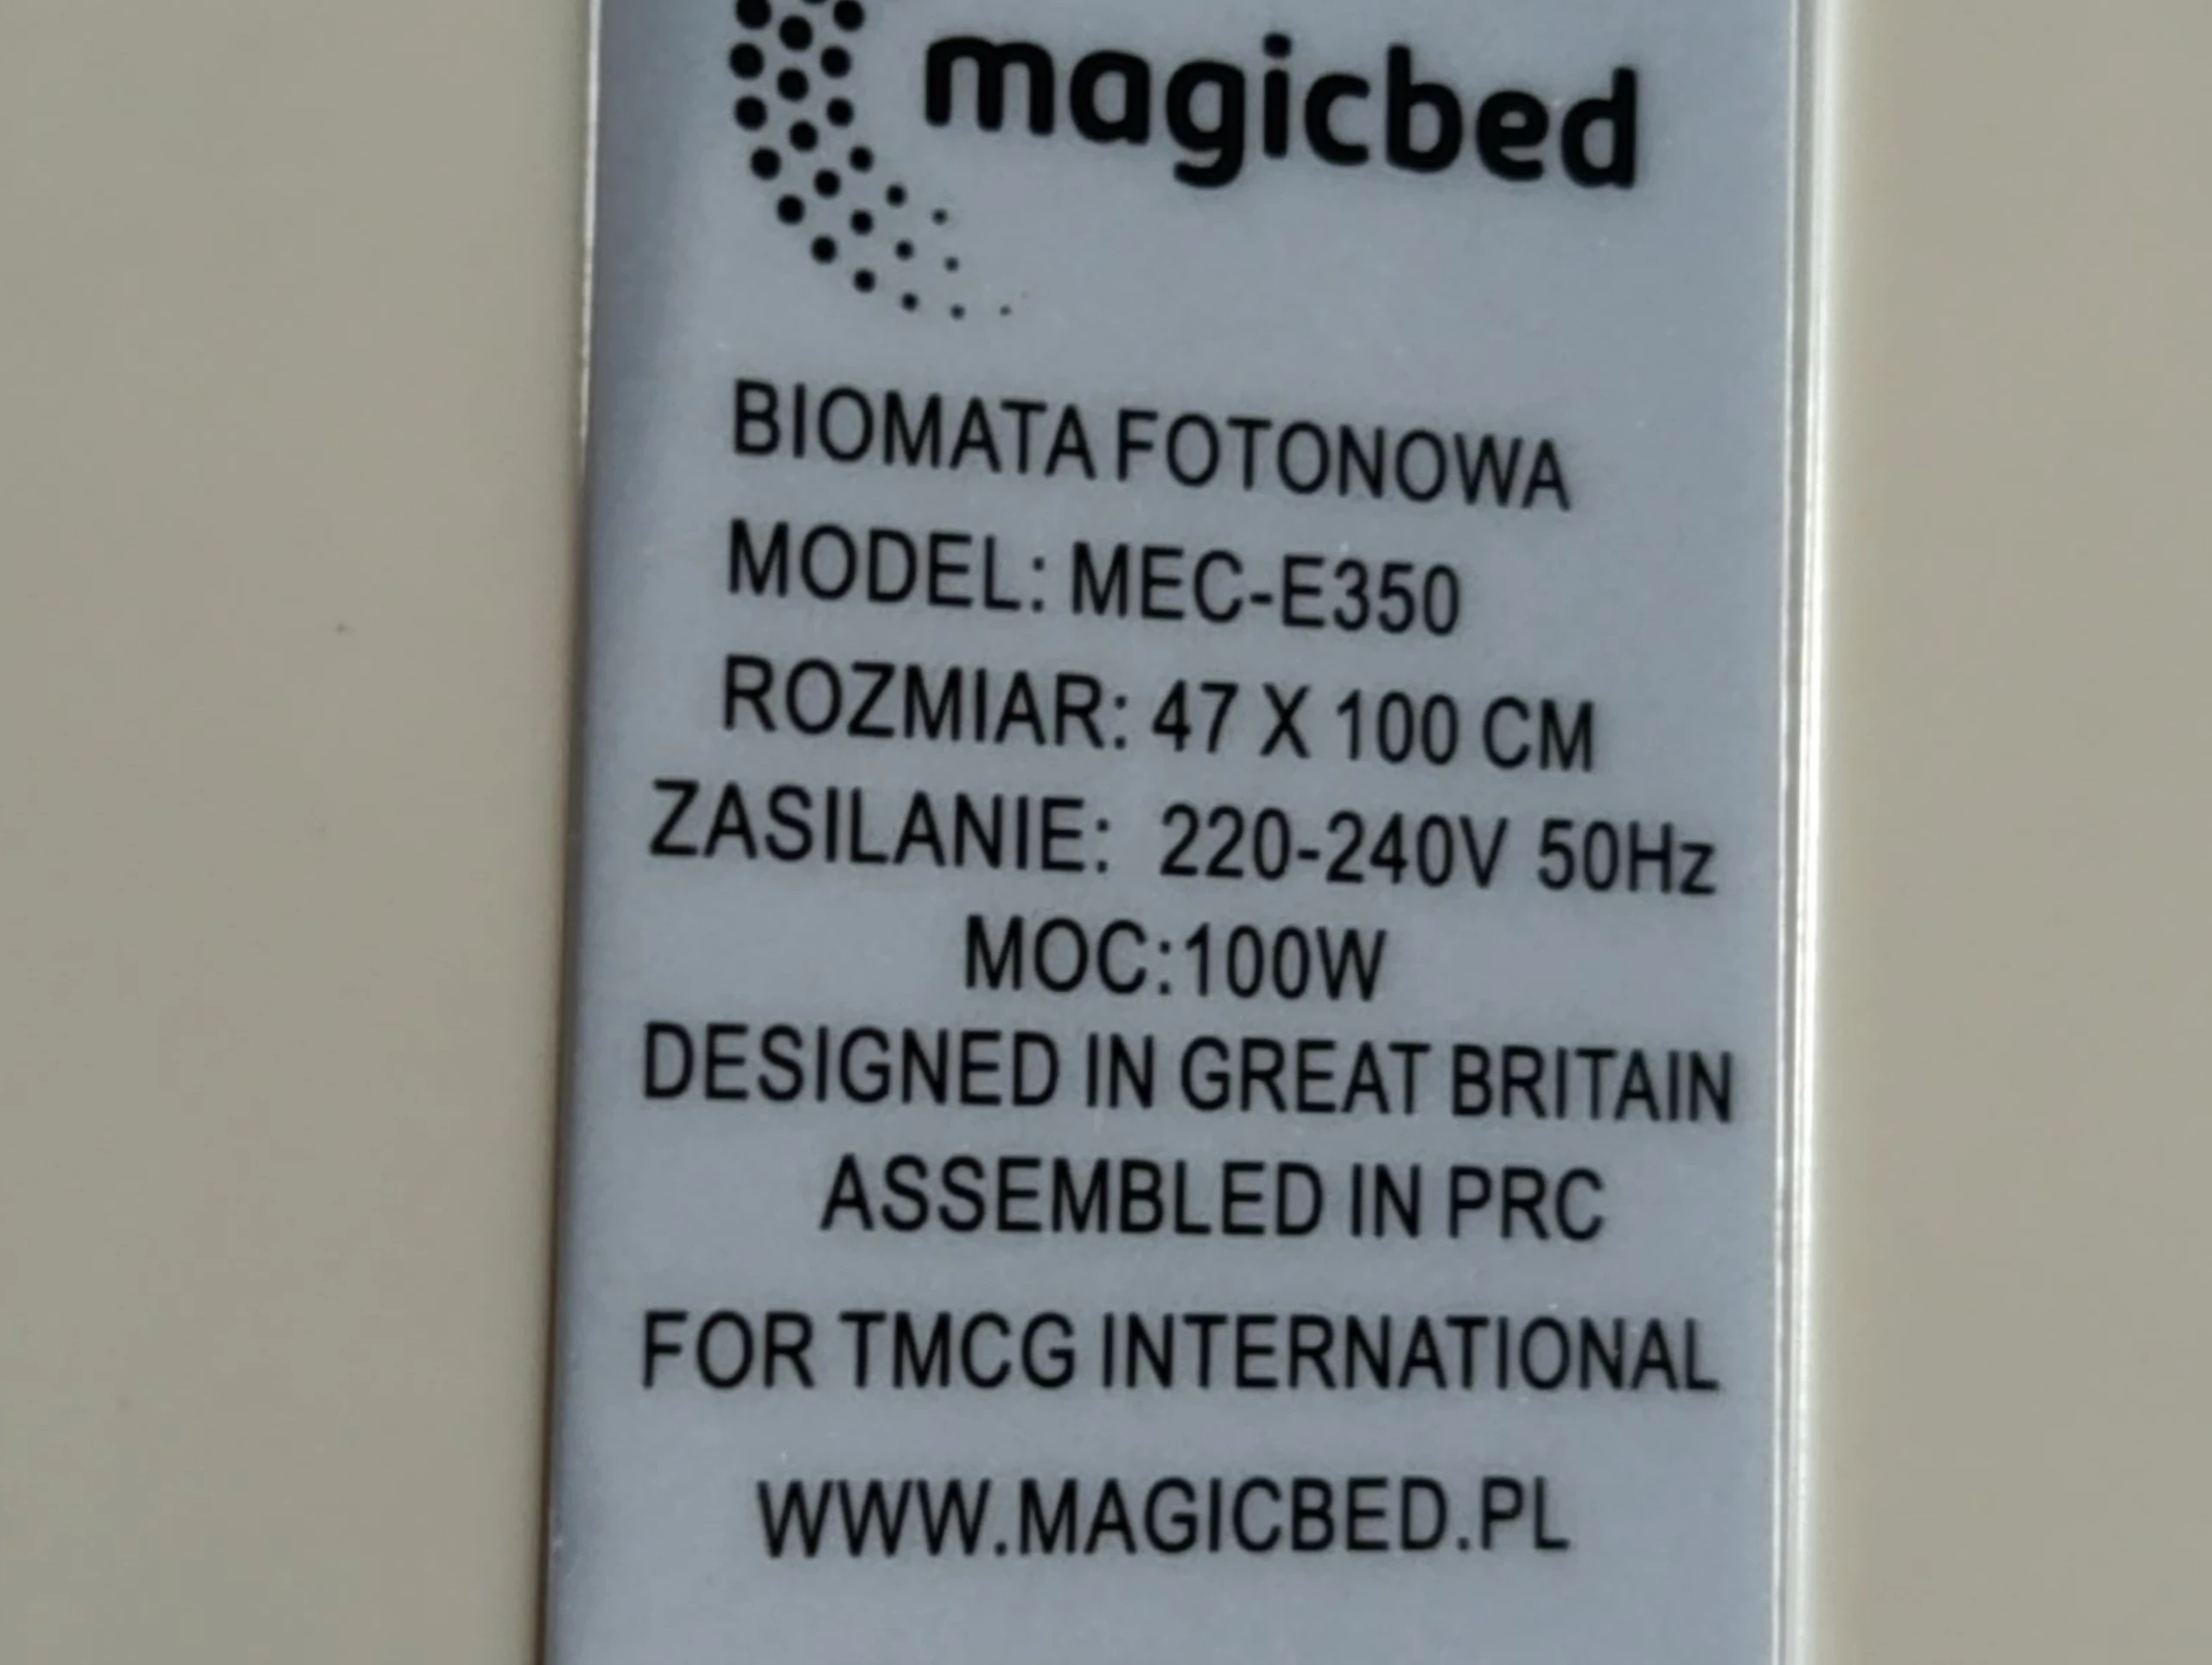 magicbed
BIOMATA FOTONOWA
MODEL: MEC-E350
ROZMIAR: 47 X 100 CM
ZASILANIE: 220-240V 50Hz
MOC:100W
DESIGNED IN GREAT BRITAIN
ASSEMBLED IN PRC
FOR TMCG INTERNATIONAL
WWW.MAGICBED.PL